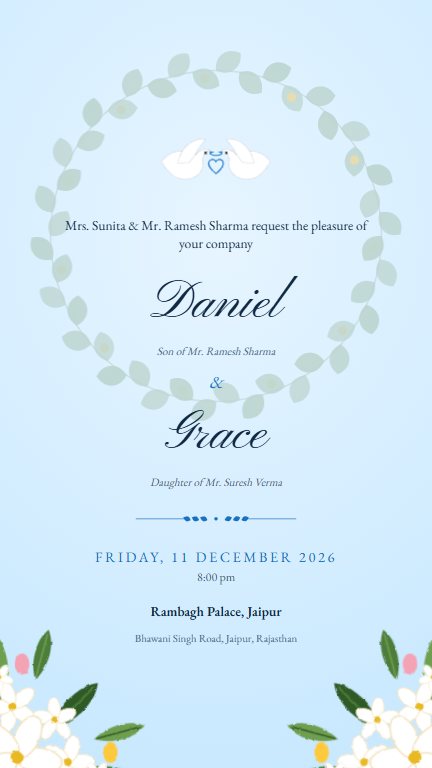 Mrs. Sunita & Mr. Ramesh Sharma request the pleasure of
your company
Daniel
Son of Mr. Ramesh Sharma
&
Grace
Daughter of Mr. Suresh Verma
FRIDAY, 11 DECEMBER 2026
8:00 pm
Rambagh Palace, Jaipur
Bhawani Singh Road, Jaipur, Rajasthan